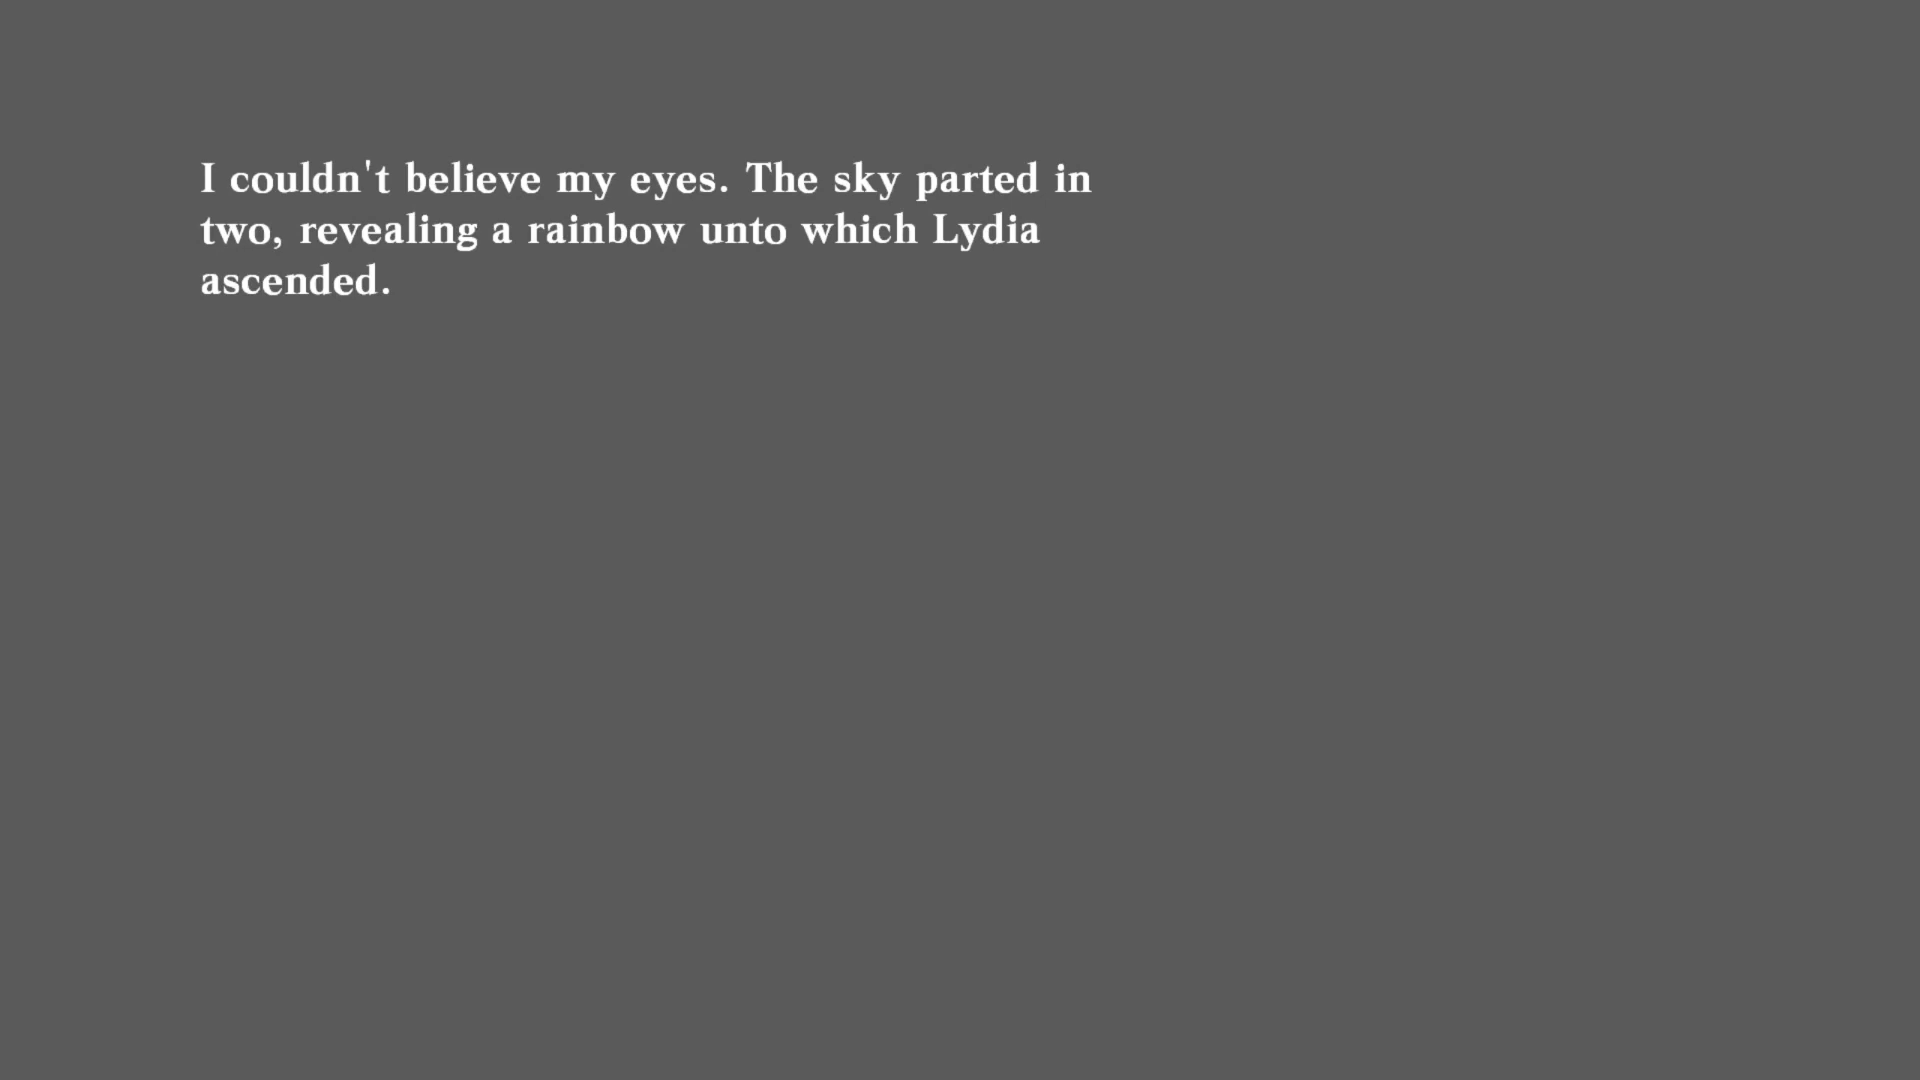 I couldn't believe my eyes. The sky parted in
two, revealing a rainbow unto which Lydia
ascended.